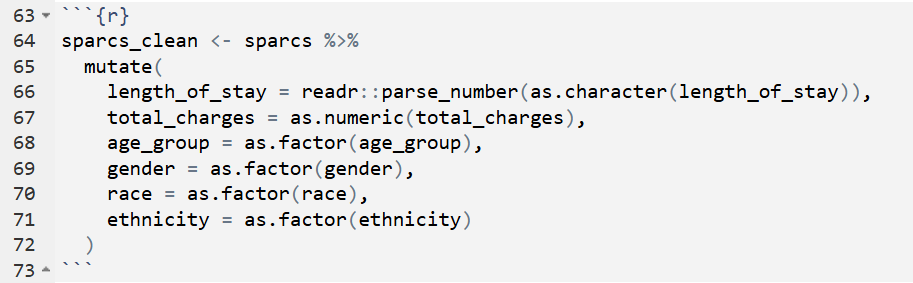 63 ```{r}
64 sparcs_clean <- sparcs %>%
65   mutate(
66     length_of_stay = readr::parse_number(as.character(length_of_stay)),
67     total_charges = as.numeric(total_charges),
68     age_group = as.factor(age_group),
69     gender = as.factor(gender),
70     race = as.factor(race),
71     ethnicity = as.factor(ethnicity)
72   )
73 ```